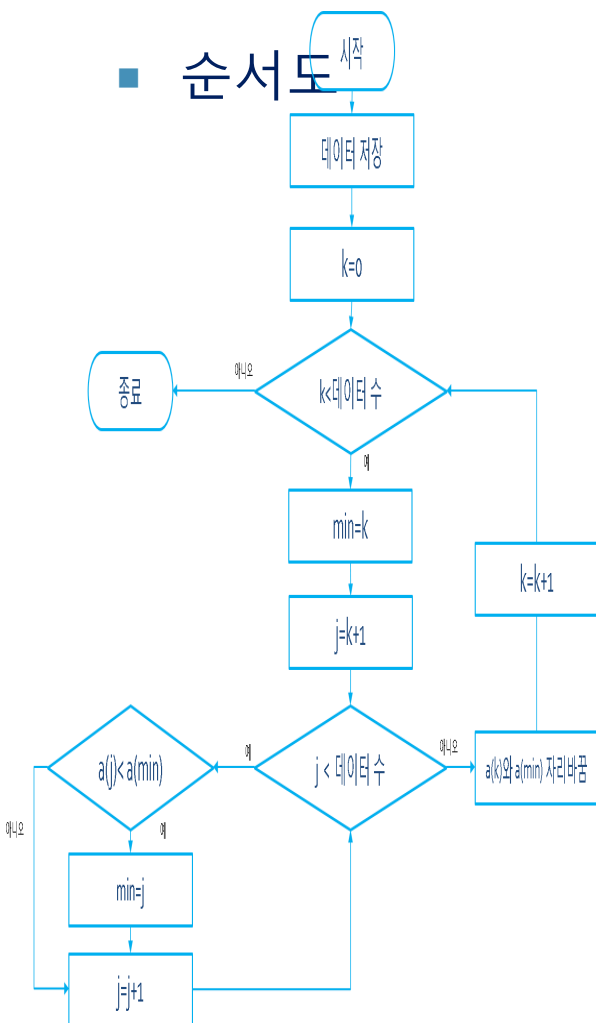 순서도
시작
데이터 저장
k=0
k<데이터 수
아니오
종료
예
min=k
j=k+1
k=k+1
j < 데이터 수
예
아니오
a(j)< a(min)
a(k)와 a(min) 자리바꿈
아니오
예
min=j
j=j+1